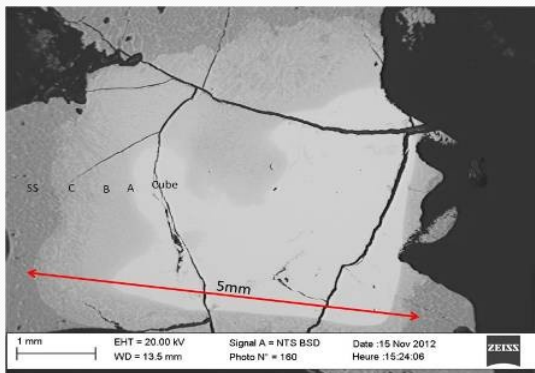 SS C B A Cube
5mm
1 mm EHT = 20.00 kV Signal A = NTS BSD Date :15 Nov 2012
WD = 13.5 mm Photo N° = 160 Heure :15:24:06
ZEISS